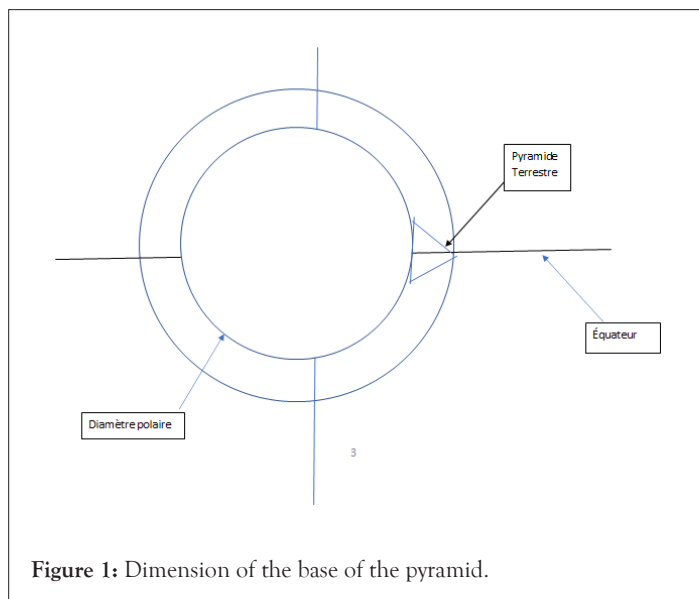 Pyramide
Terrestre
Équateur
Diamètre polaire
3
Figure 1: Dimension of the base of the pyramid.